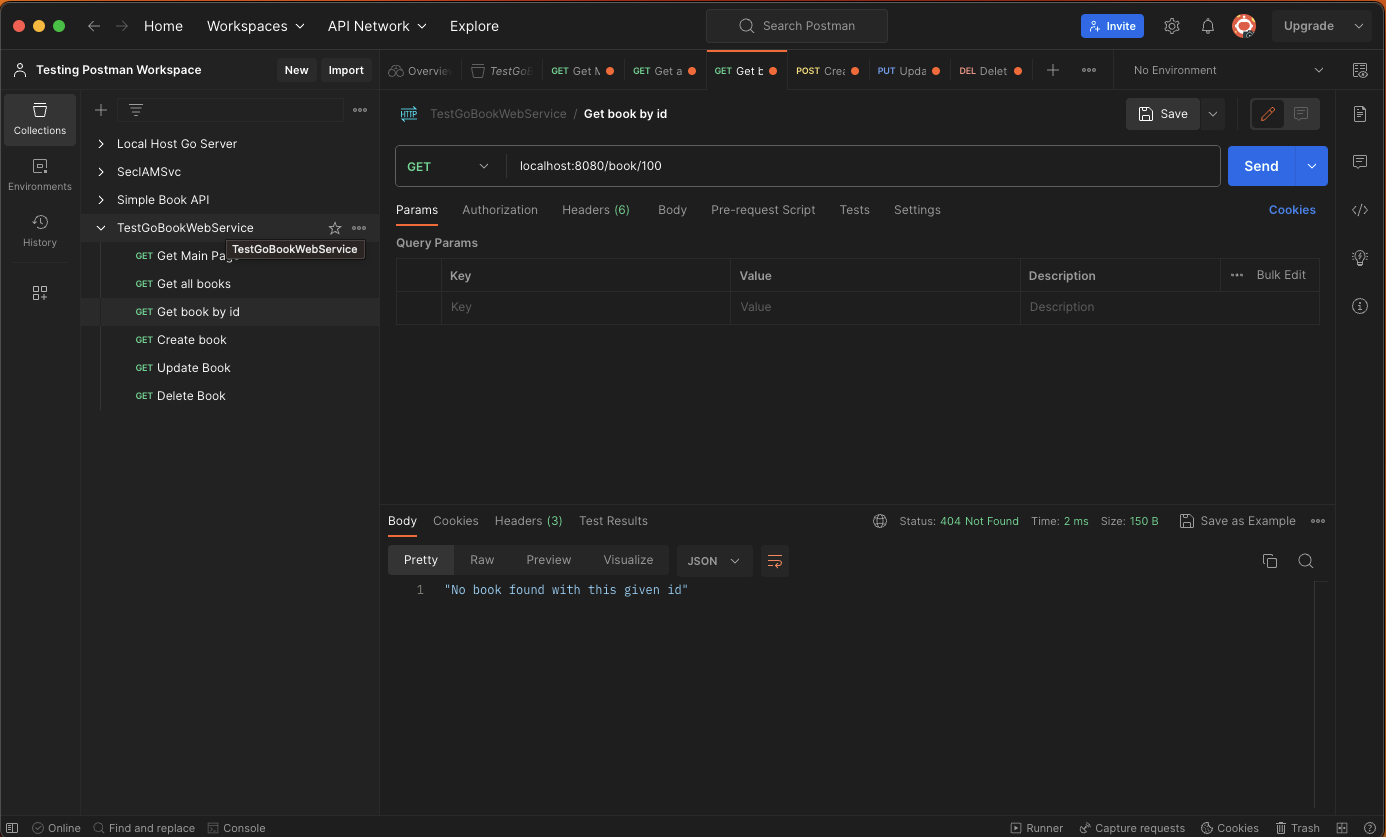 Home Workspaces API Network Explore Search Postman Invite Upgrade
Testing Postman Workspace New Import Overvie TestGoB GET Get M GET Get a GET Get b POST Crea PUT Upda DEL Delet No Environment
Collections
Environments
History
Local Host Go Server
SecIAMSvc
Simple Book API
TestGoBookWebService
TestGoBookWebService
GET Get Main Page
GET Get all books
GET Get book by id
GET Create book
GET Update Book
GET Delete Book
HTTP TestGoBookWebService / Get book by id Save
GET localhost:8080/book/100 Send
Params Authorization Headers (6) Body Pre-request Script Tests Settings Cookies
Query Params
Key Value Description Bulk Edit
Key Value Description
Body Cookies Headers (3) Test Results Status: 404 Not Found Time: 2 ms Size: 150 B Save as Example
Pretty Raw Preview Visualize JSON
1 "No book found with this given id"
Online Find and replace Console Runner Capture requests Cookies Trash